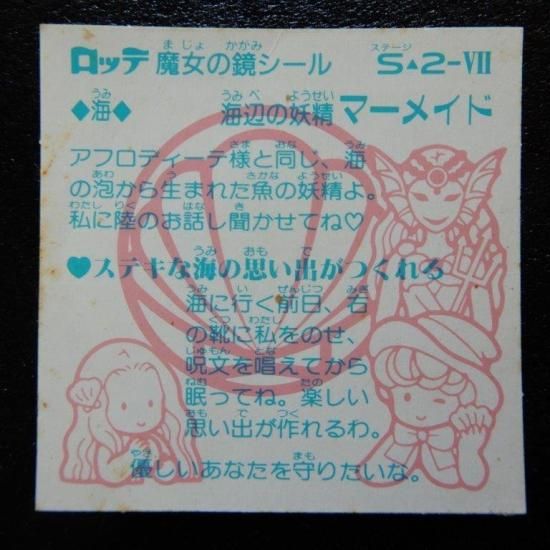 ロッテ 魔女の鏡シール ステージ S▲2-VII
◆海◆ 海辺の妖精 マーメイド
アフロディーテ様と同じ、海
の泡から生まれた魚の妖精よ。
私に陸のお話し聞かせてね♡
♥ステキな海の思い出がつくれる
海に行く前日、右
の靴に私をのせ、
呪文を唱えてから
眠ってね。楽しい
思い出が作れるわ。
優しいあなたを守りたいな。